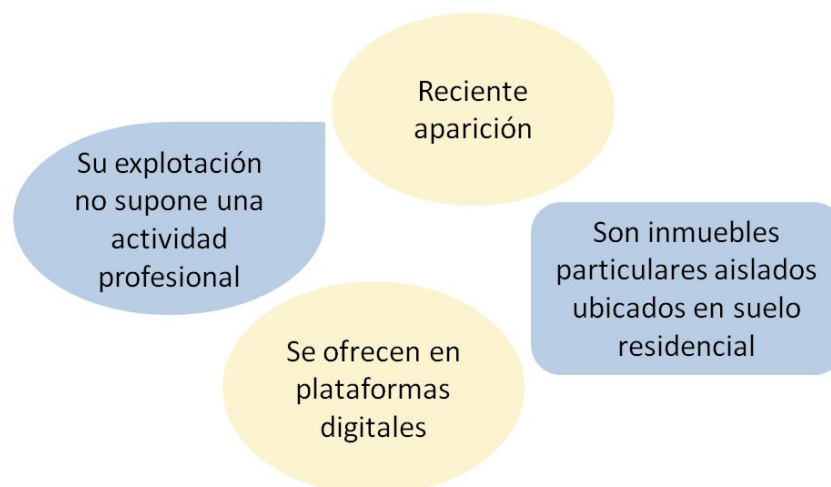 Reciente
aparición
Su explotación
no supone una
actividad
profesional
Son inmuebles
particulares aislados
ubicados en suelo
residencial
Se ofrecen en
plataformas
digitales